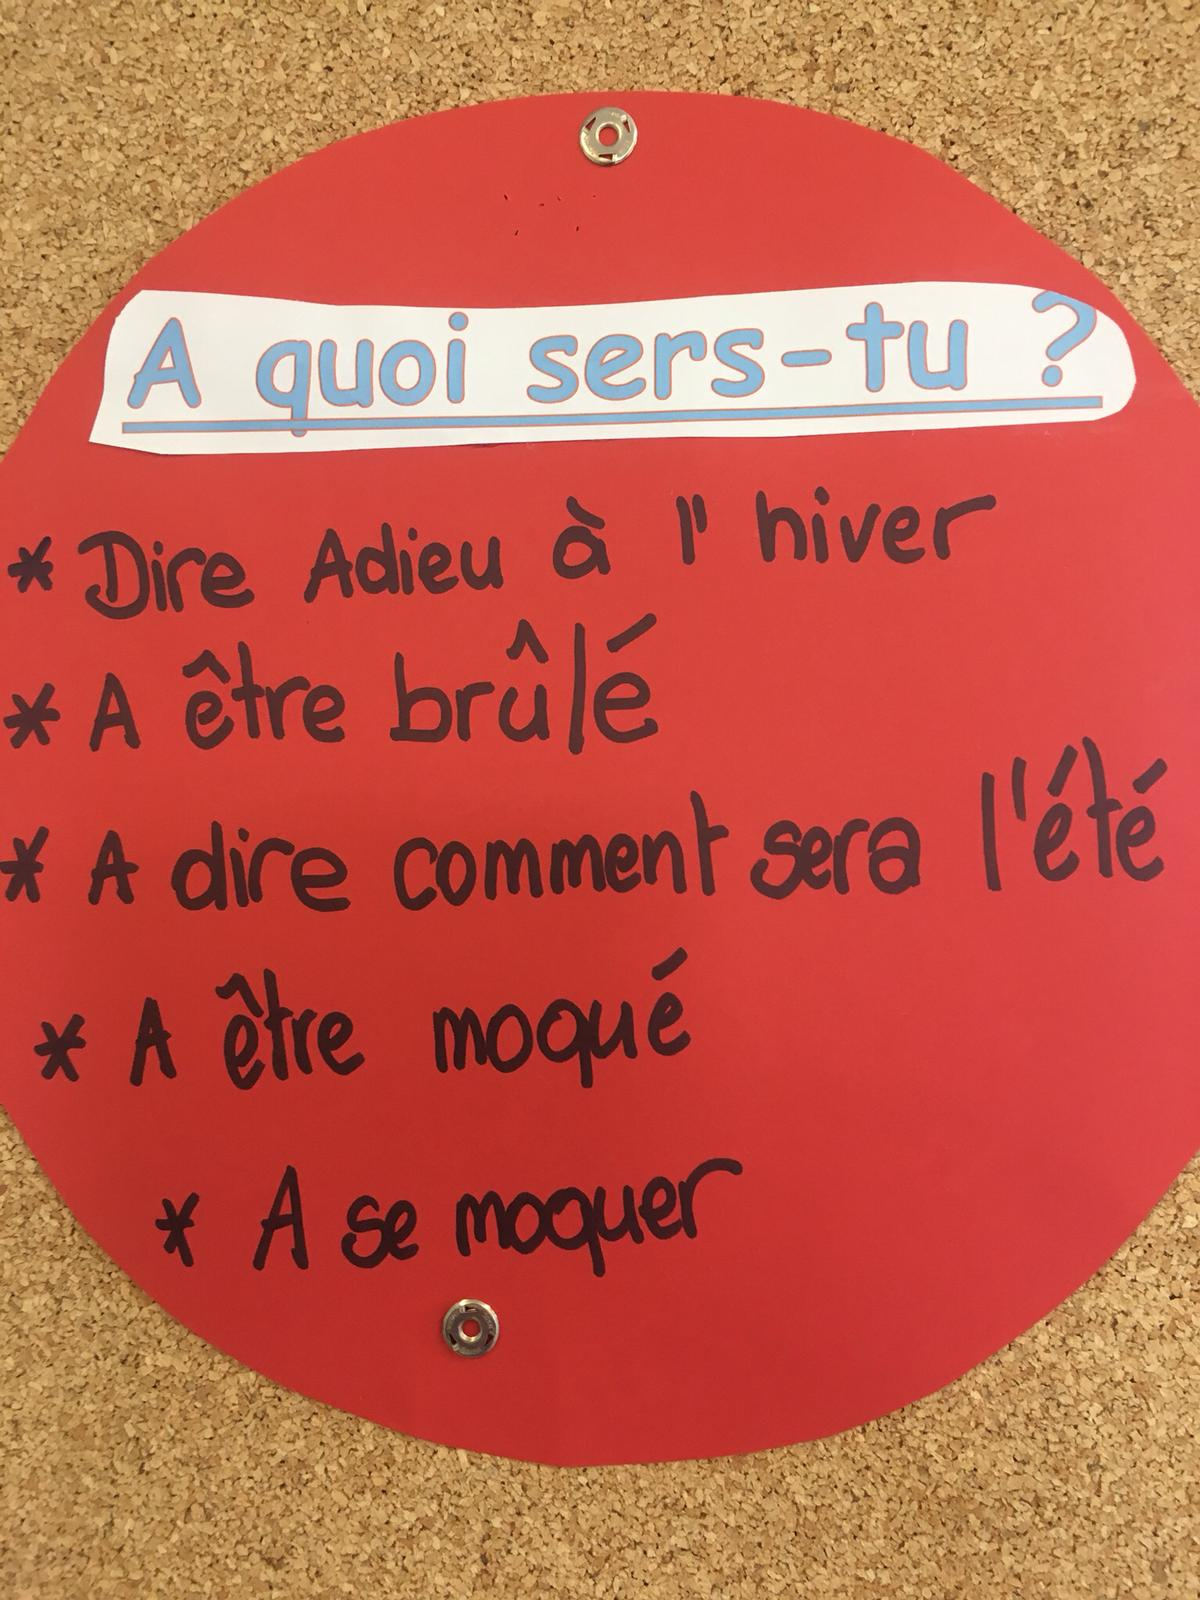 A quoi sers-tu ?
* Dire Adieu à l' hiver
* A être brûlé
* A dire comment sera l'été
* A être moqué
* A se moquer